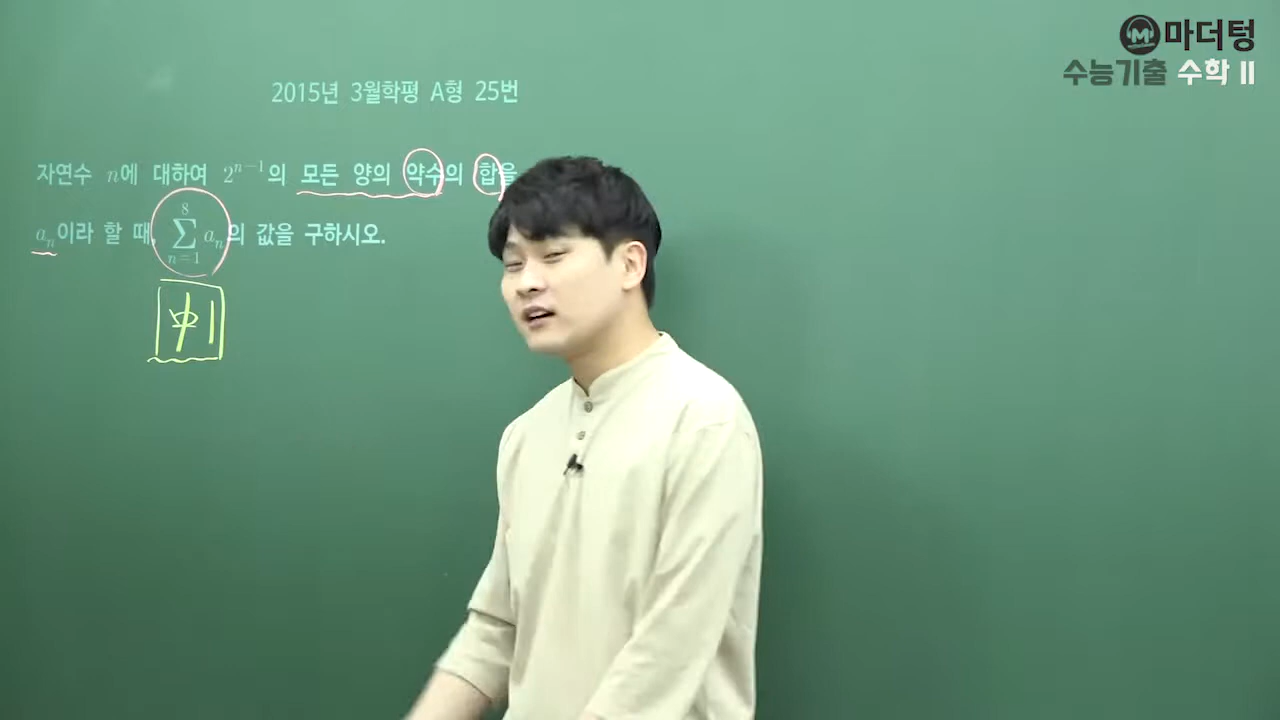 마더텅
수능기출 수학 II
2015년 3월학평 A형 25번
자연수 n에 대하여 2^{n-1}의 모든 양의 약수의 합을
a_n이라 할 때, \sum_{n=1}^{8} a_n의 값을 구하시오.